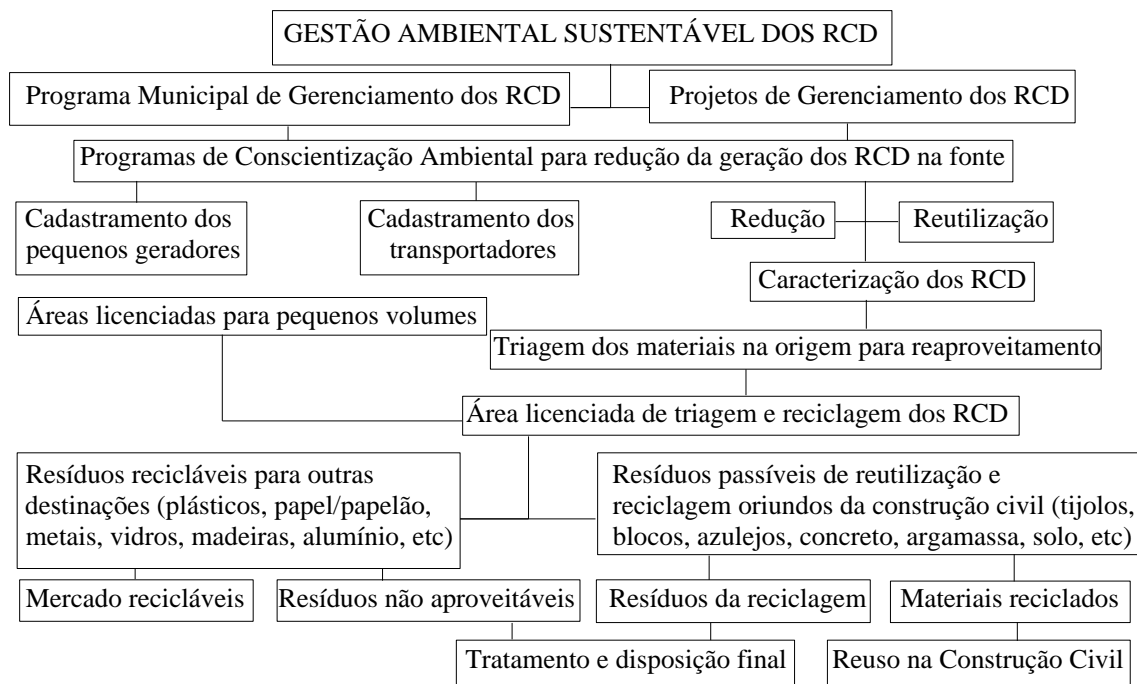 GESTÃO AMBIENTAL SUSTENTÁVEL DOS RCD
Programa Municipal de Gerenciamento dos RCD
Projetos de Gerenciamento dos RCD
Programas de Conscientização Ambiental para redução da geração dos RCD na fonte
Cadastramento dos
pequenos geradores
Cadastramento dos
transportadores
Redução
Reutilização
Caracterização dos RCD
Áreas licenciadas para pequenos volumes
Triagem dos materiais na origem para reaproveitamento
Área licenciada de triagem e reciclagem dos RCD
Resíduos recicláveis para outras
destinações (plásticos, papel/papelão,
metais, vidros, madeiras, alumínio, etc)
Resíduos passíveis de reutilização e
reciclagem oriundos da construção civil (tijolos,
blocos, azulejos, concreto, argamassa, solo, etc)
Mercado recicláveis
Resíduos não aproveitáveis
Resíduos da reciclagem
Materiais reciclados
Tratamento e disposição final
Reuso na Construção Civil